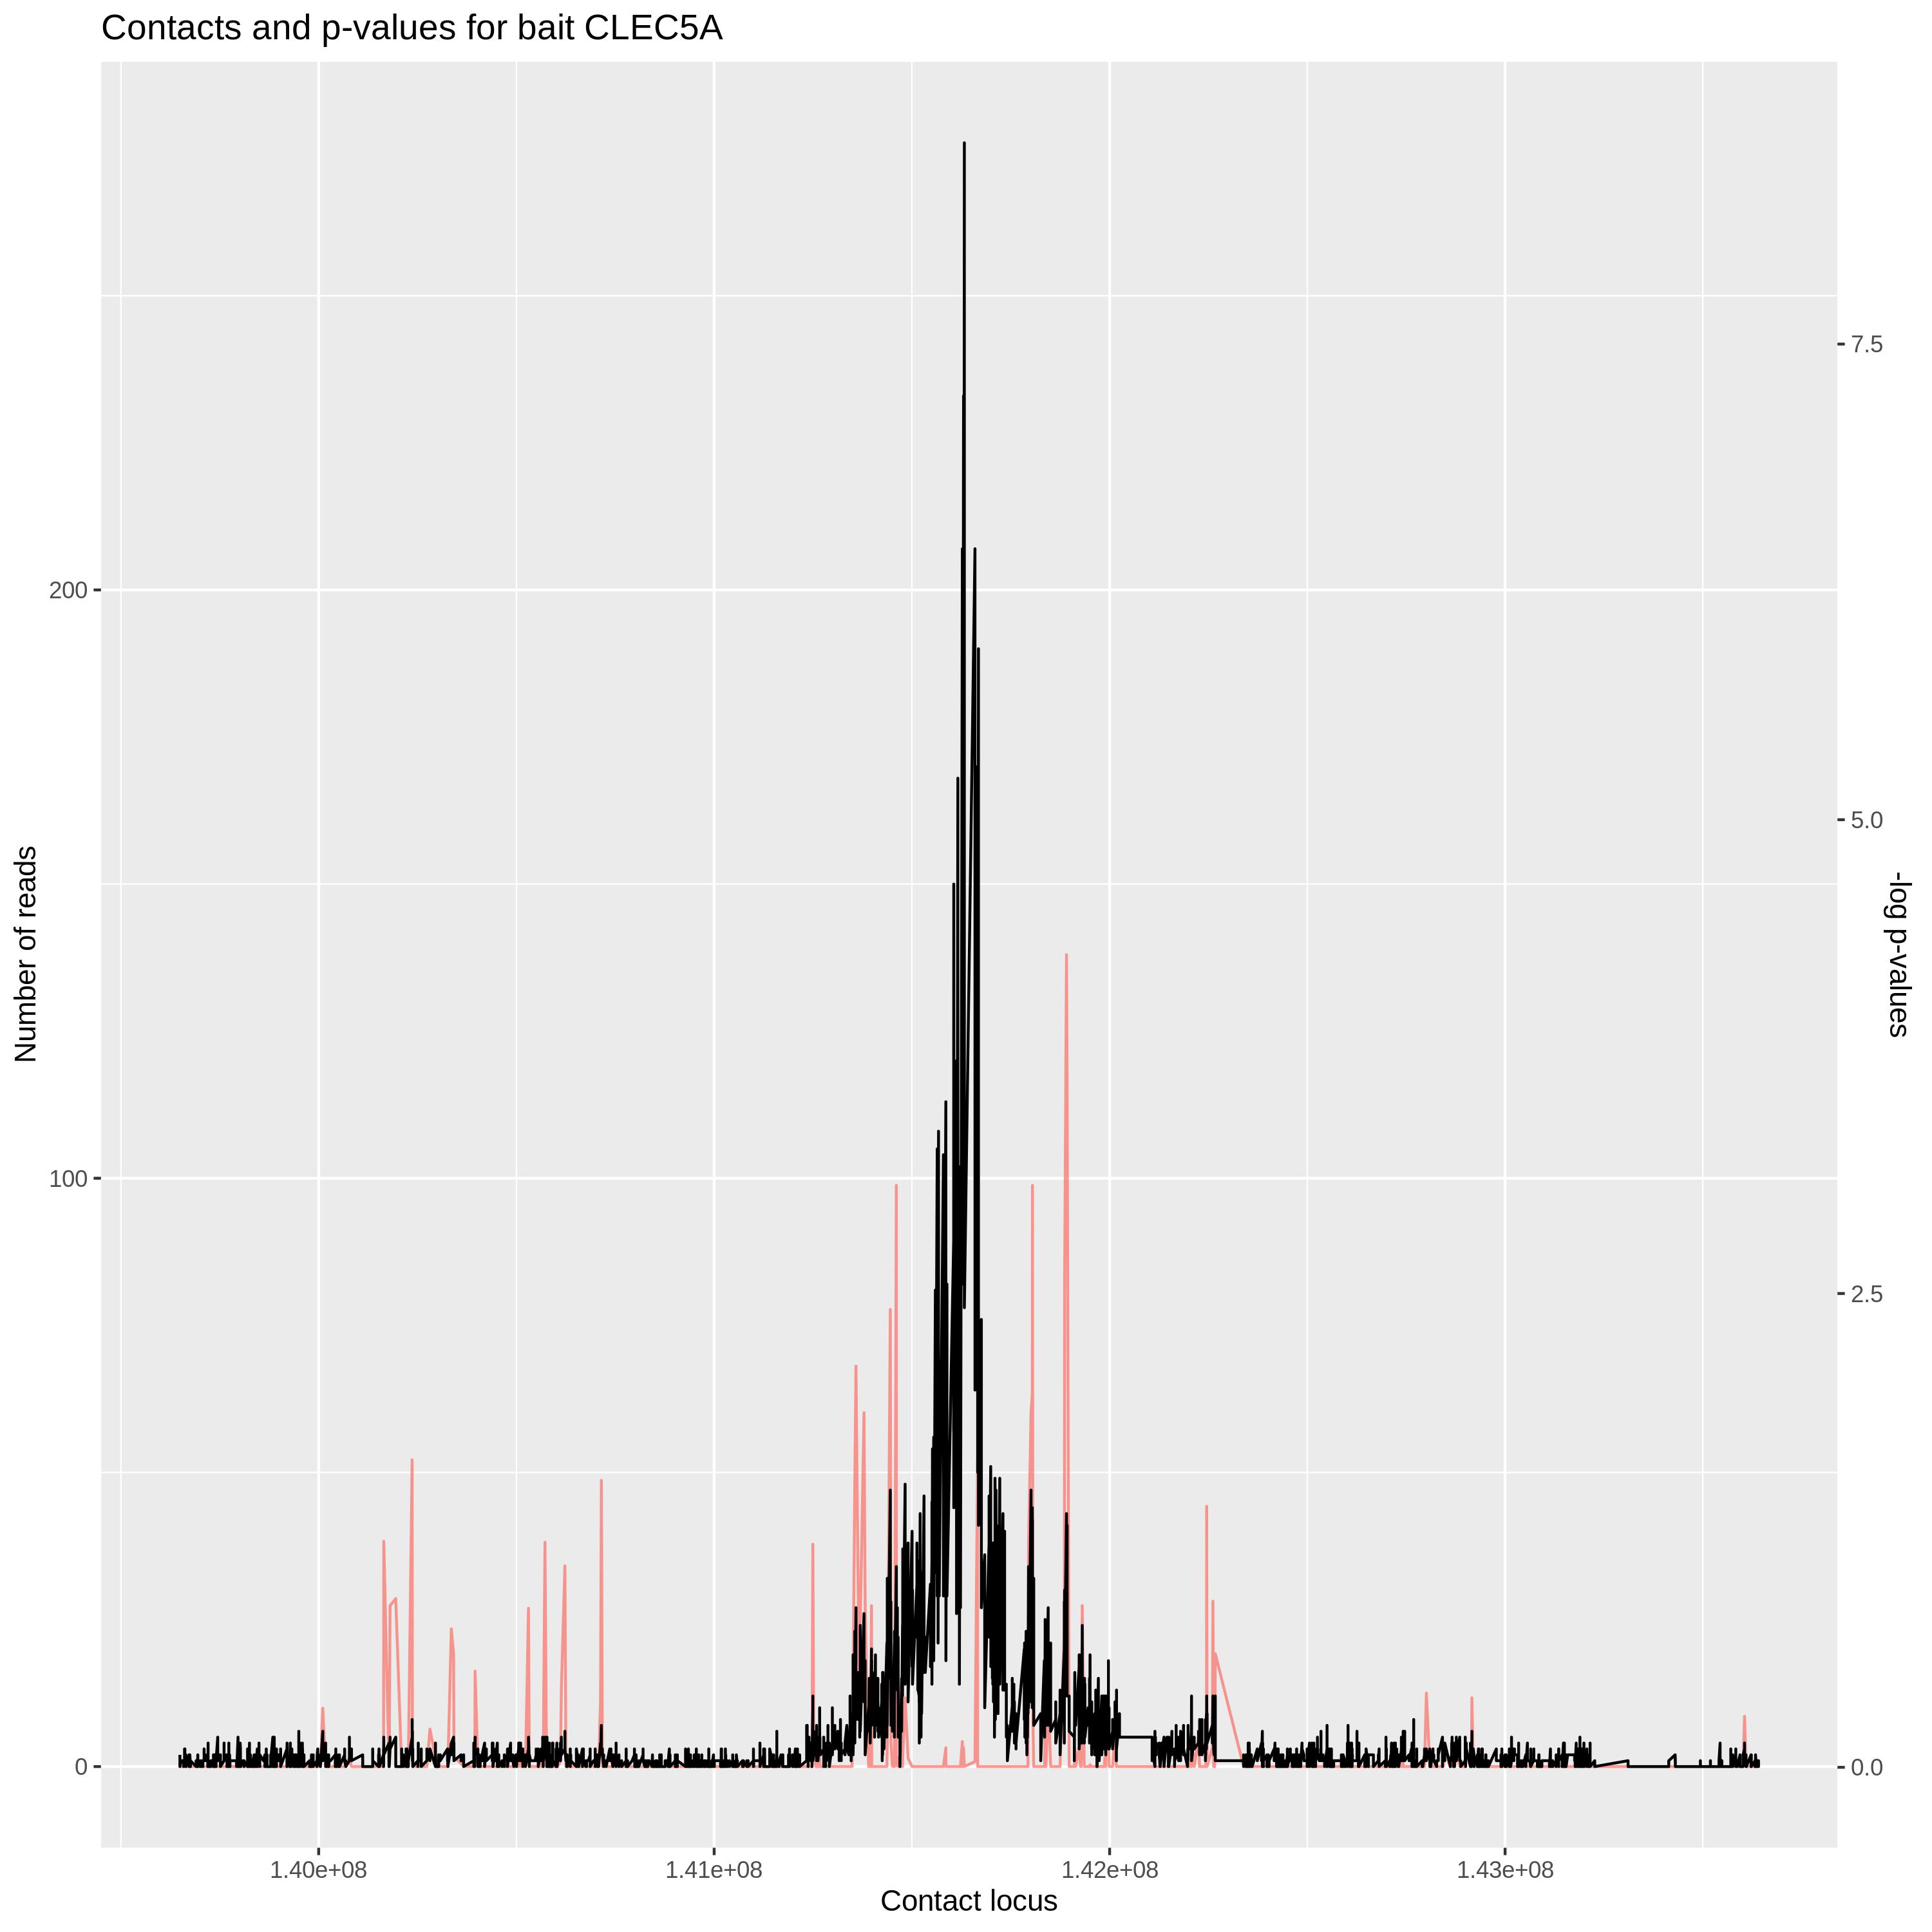 Contacts and p-values for bait CLEC5A
Number of reads
200
100
0
7.5
5.0
2.5
0.0
-log p-values
1.40e+08
1.41e+08
1.42e+08
1.43e+08
Contact locus